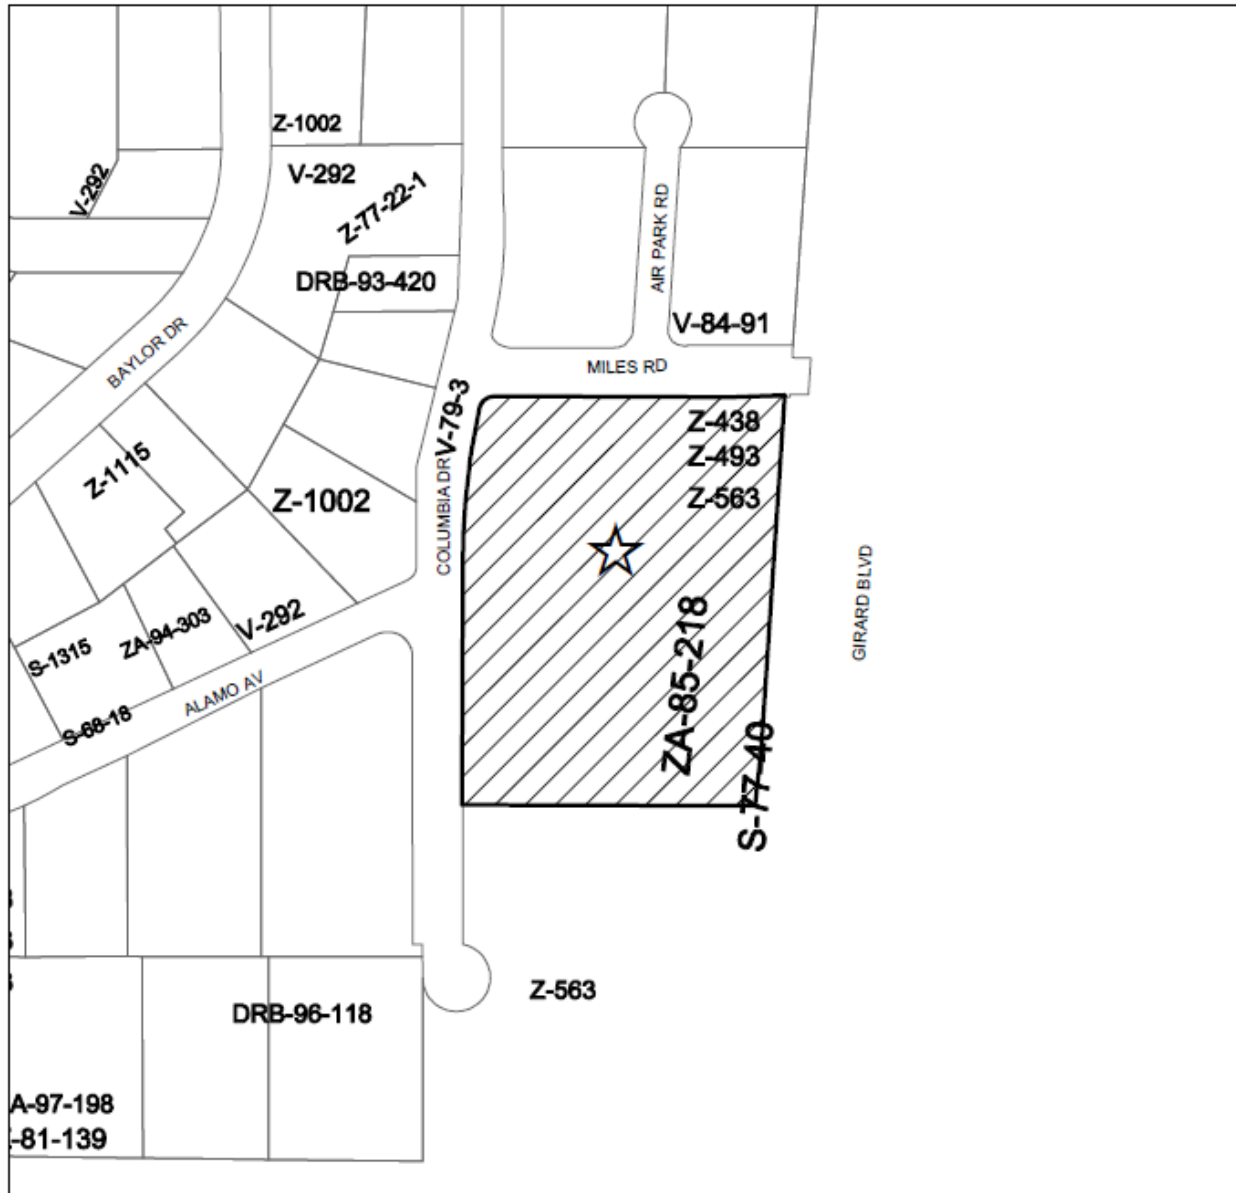 Z-1002
V-292
V-292
Z-77-22-1
AIR PARK RD
DRB-93-420
V-84-91
BAYLOR DR
MILES RD
V-79-3
Z-438
Z-493
Z-563
Z-1115
Z-1002
COLUMBIA DR
GIRARD BLVD
ZA-94-303
V-292
S-1315
ZA-85-218
ALAMO AV
S-68-18
S-77-40
Z-563
DRB-96-118
A-97-198
-81-139